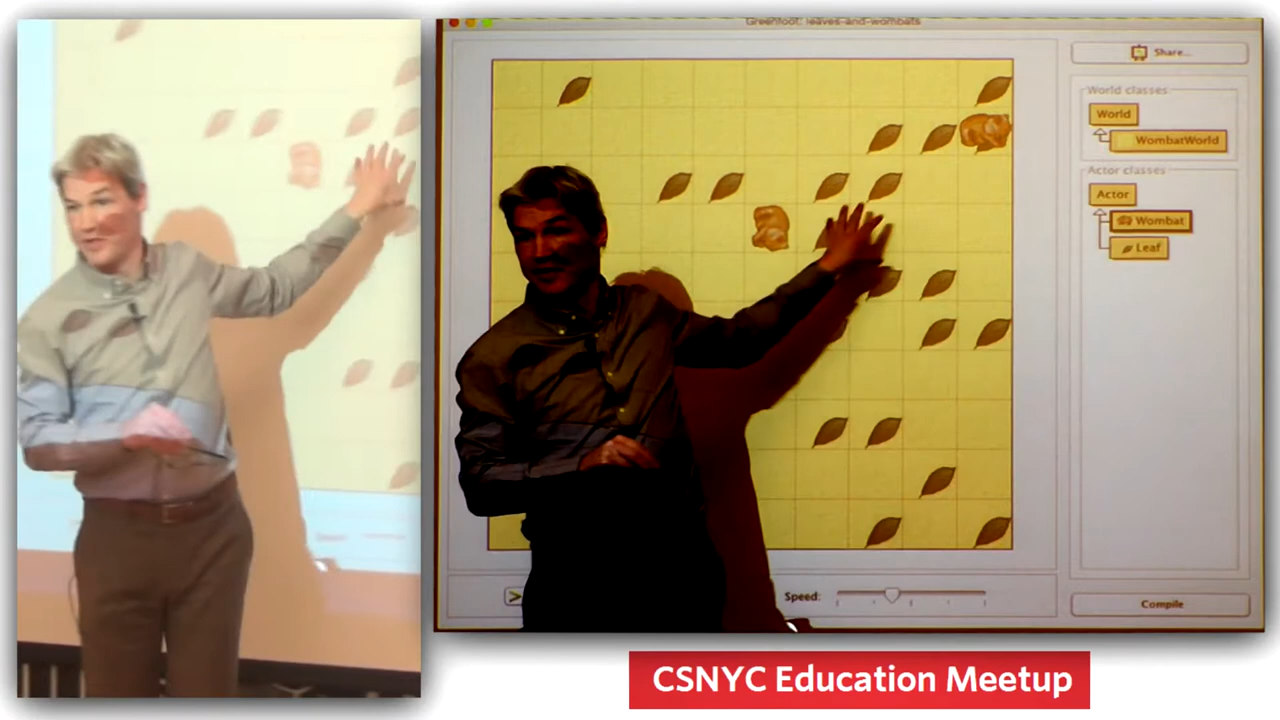 Greenfoot: leaves-and-wombats
Share...
World classes
World
WombatWorld
Actor classes
Actor
Wombat
Leaf
Speed:
Compile
CSNYC Education Meetup